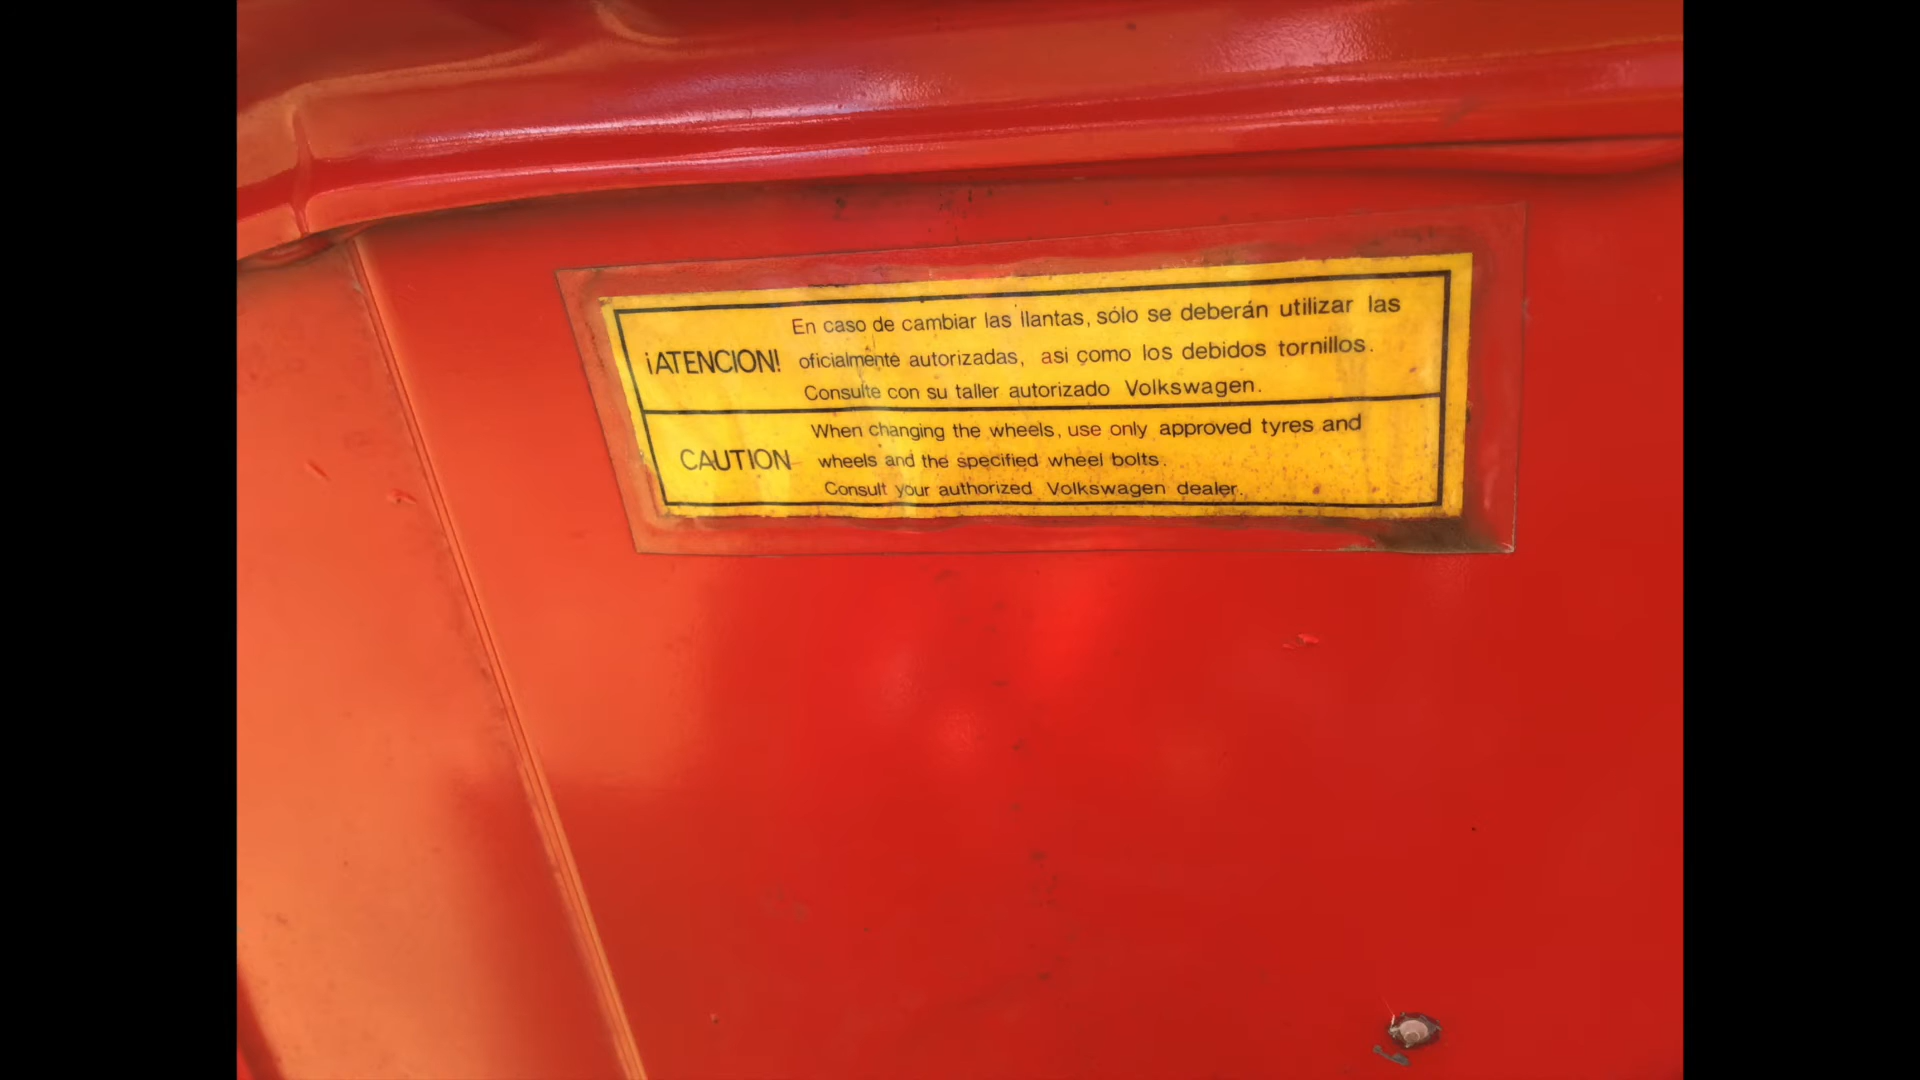 ¡ATENCION!
En caso de cambiar las llantas, sólo se deberán utilizar las
oficialmente autorizadas, asi como los debidos tornillos.
Consulte con su taller autorizado Volkswagen.
CAUTION
When changing the wheels, use only approved tyres and
wheels and the specified wheel bolts.
Consult your authorized Volkswagen dealer.